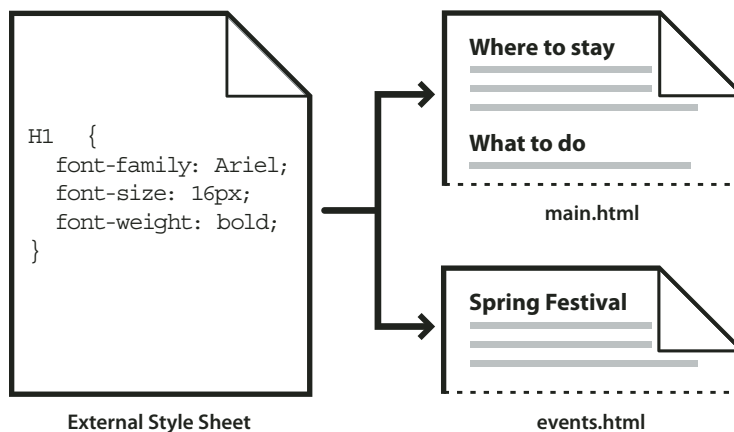 H1 {
font-family: Ariel;
font-size: 16px;
font-weight: bold;
}
External Style Sheet
Where to stay
What to do
main.html
Spring Festival
events.html